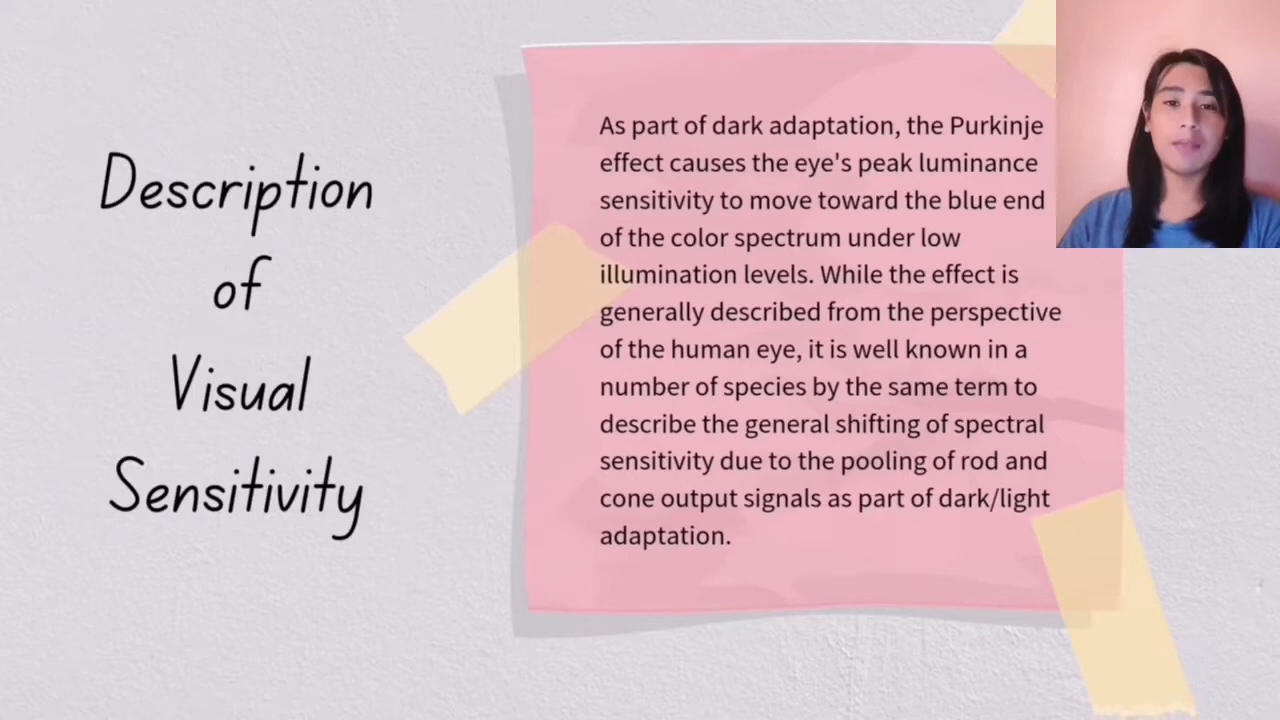 Description
of
Visual
Sensitivity
As part of dark adaptation, the Purkinje
effect causes the eye's peak luminance
sensitivity to move toward the blue end
of the color spectrum under low
illumination levels. While the effect is
generally described from the perspective
of the human eye, it is well known in a
number of species by the same term to
describe the general shifting of spectral
sensitivity due to the pooling of rod and
cone output signals as part of dark/light
adaptation.